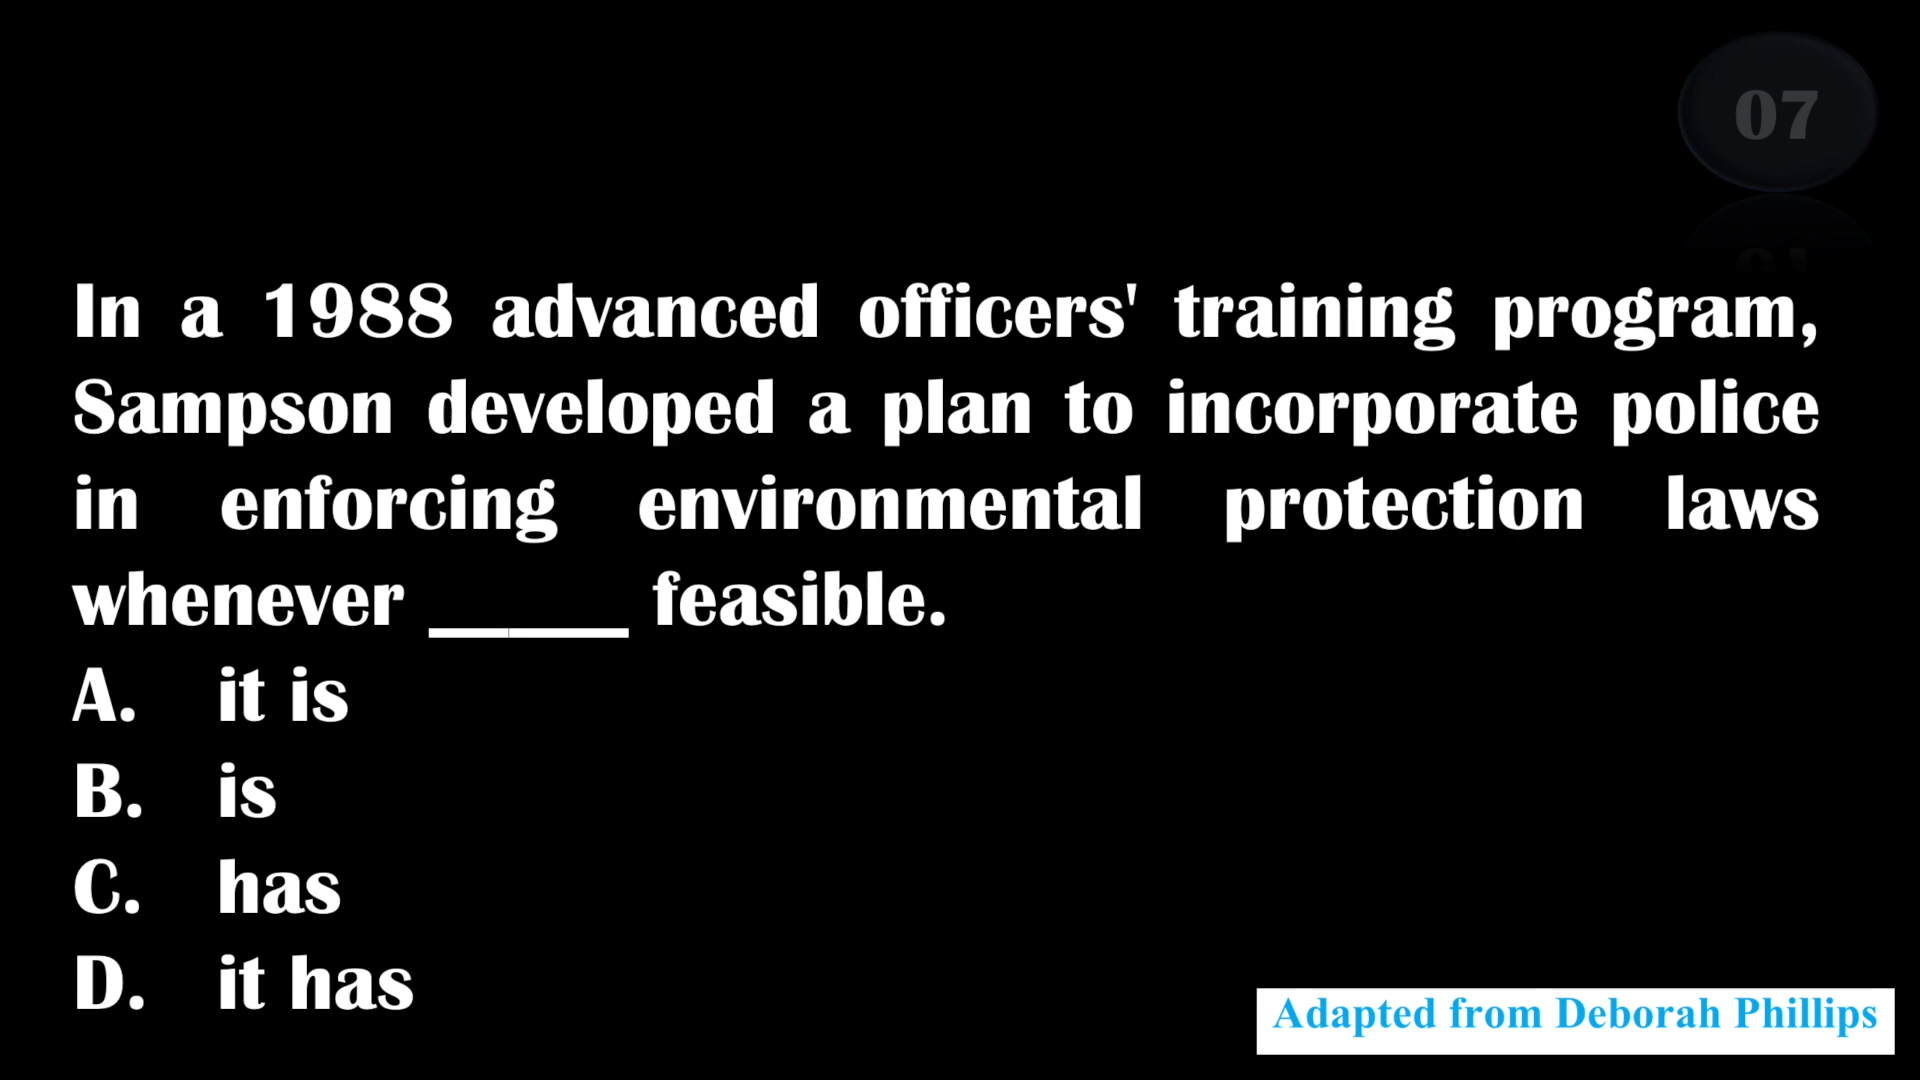 07
In a 1988 advanced officers' training program,
Sampson developed a plan to incorporate police
in enforcing environmental protection laws
whenever _____ feasible.
A. it is
B. is
C. has
D. it has
Adapted from Deborah Phillips